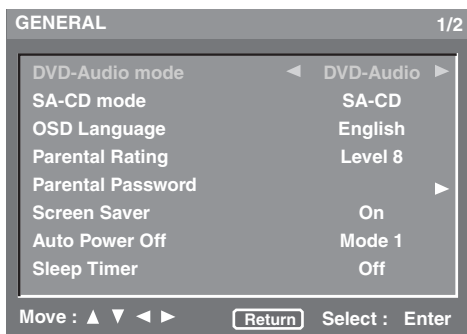 GENERAL 1/2
DVD-Audio mode ◀ DVD-Audio ▶
SA-CD mode SA-CD
OSD Language English
Parental Rating Level 8
Parental Password ▶
Screen Saver On
Auto Power Off Mode 1
Sleep Timer Off
Move : ▲ ▼ ◀ ▶ Return Select : Enter